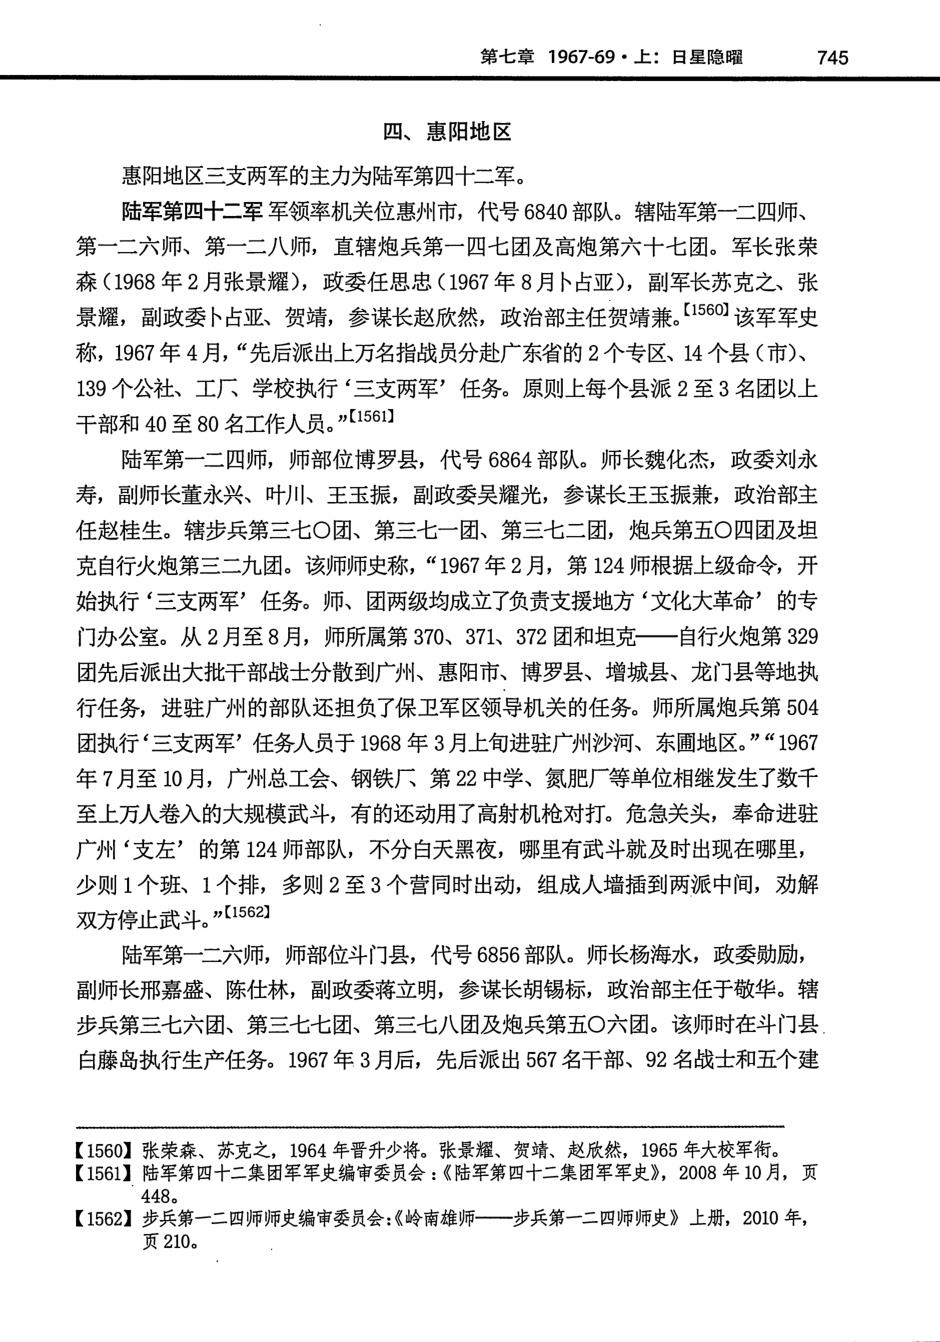 第七章 1967-69·上：日星隐曜 745
四、惠阳地区
惠阳地区三支两军的主力为陆军第四十二军。
陆军第四十二军 军领率机关位惠州市，代号 6840 部队。辖陆军第一二四师、
第一二六师、第一二八师，直辖炮兵第一四七团及高炮第六十七团。军长张荣
森（1968 年 2 月张景耀），政委任思忠（1967 年 8 月卜占亚），副军长苏克之、张
景耀，副政委卜占亚、贺靖，参谋长赵欣然，政治部主任贺靖兼。【1560】该军军史
称，1967 年 4 月，“先后派出上万名指战员分赴广东省的 2 个专区、14 个县（市）、
139 个公社、工厂、学校执行‘三支两军’任务。原则上每个县派 2 至 3 名团以上
干部和 40 至 80 名工作人员。”【1561】
陆军第一二四师，师部位博罗县，代号 6864 部队。师长魏化杰，政委刘永
寿，副师长董永兴、叶川、王玉振，副政委吴耀光，参谋长王玉振兼，政治部主
任赵桂生。辖步兵第三七〇团、第三七一团、第三七二团，炮兵第五〇四团及坦
克自行火炮第三二九团。该师师史称，“1967 年 2 月，第 124 师根据上级命令，开
始执行‘三支两军’任务。师、团两级均成立了负责支援地方‘文化大革命’的专
门办公室。从 2 月至 8 月，师所属第 370、371、372 团和坦克——自行火炮第 329
团先后派出大批干部战士分散到广州、惠阳市、博罗县、增城县、龙门县等地执
行任务，进驻广州的部队还担负了保卫军区领导机关的任务。师所属炮兵第 504
团执行‘三支两军’任务人员于 1968 年 3 月上旬进驻广州沙河、东圃地区。”“1967
年 7 月至 10 月，广州总工会、钢铁厂、第 22 中学、氮肥厂等单位相继发生了数千
至上万人卷入的大规模武斗，有的还动用了高射机枪对打。危急关头，奉命进驻
广州‘支左’的第 124 师部队，不分白天黑夜，哪里有武斗就及时出现在哪里，
少则 1 个班、1 个排，多则 2 至 3 个营同时出动，组成人墙插到两派中间，劝解
双方停止武斗。”【1562】
陆军第一二六师，师部位斗门县，代号 6856 部队。师长杨海水，政委勋励，
副师长邢嘉盛、陈仕林，副政委蒋立明，参谋长胡锡标，政治部主任于敬华。辖
步兵第三七六团、第三七七团、第三七八团及炮兵第五〇六团。该师时在斗门县
白藤岛执行生产任务。1967 年 3 月后，先后派出 567 名干部、92 名战士和五个建
【1560】张荣森、苏克之，1964 年晋升少将。张景耀、贺靖、赵欣然，1965 年大校军衔。
【1561】陆军第四十二集团军军史编审委员会：《陆军第四十二集团军军史》，2008 年 10 月，页
448。
【1562】步兵第一二四师师史编审委员会：《岭南雄师——步兵第一二四师师史》上册，2010 年，
页 210。